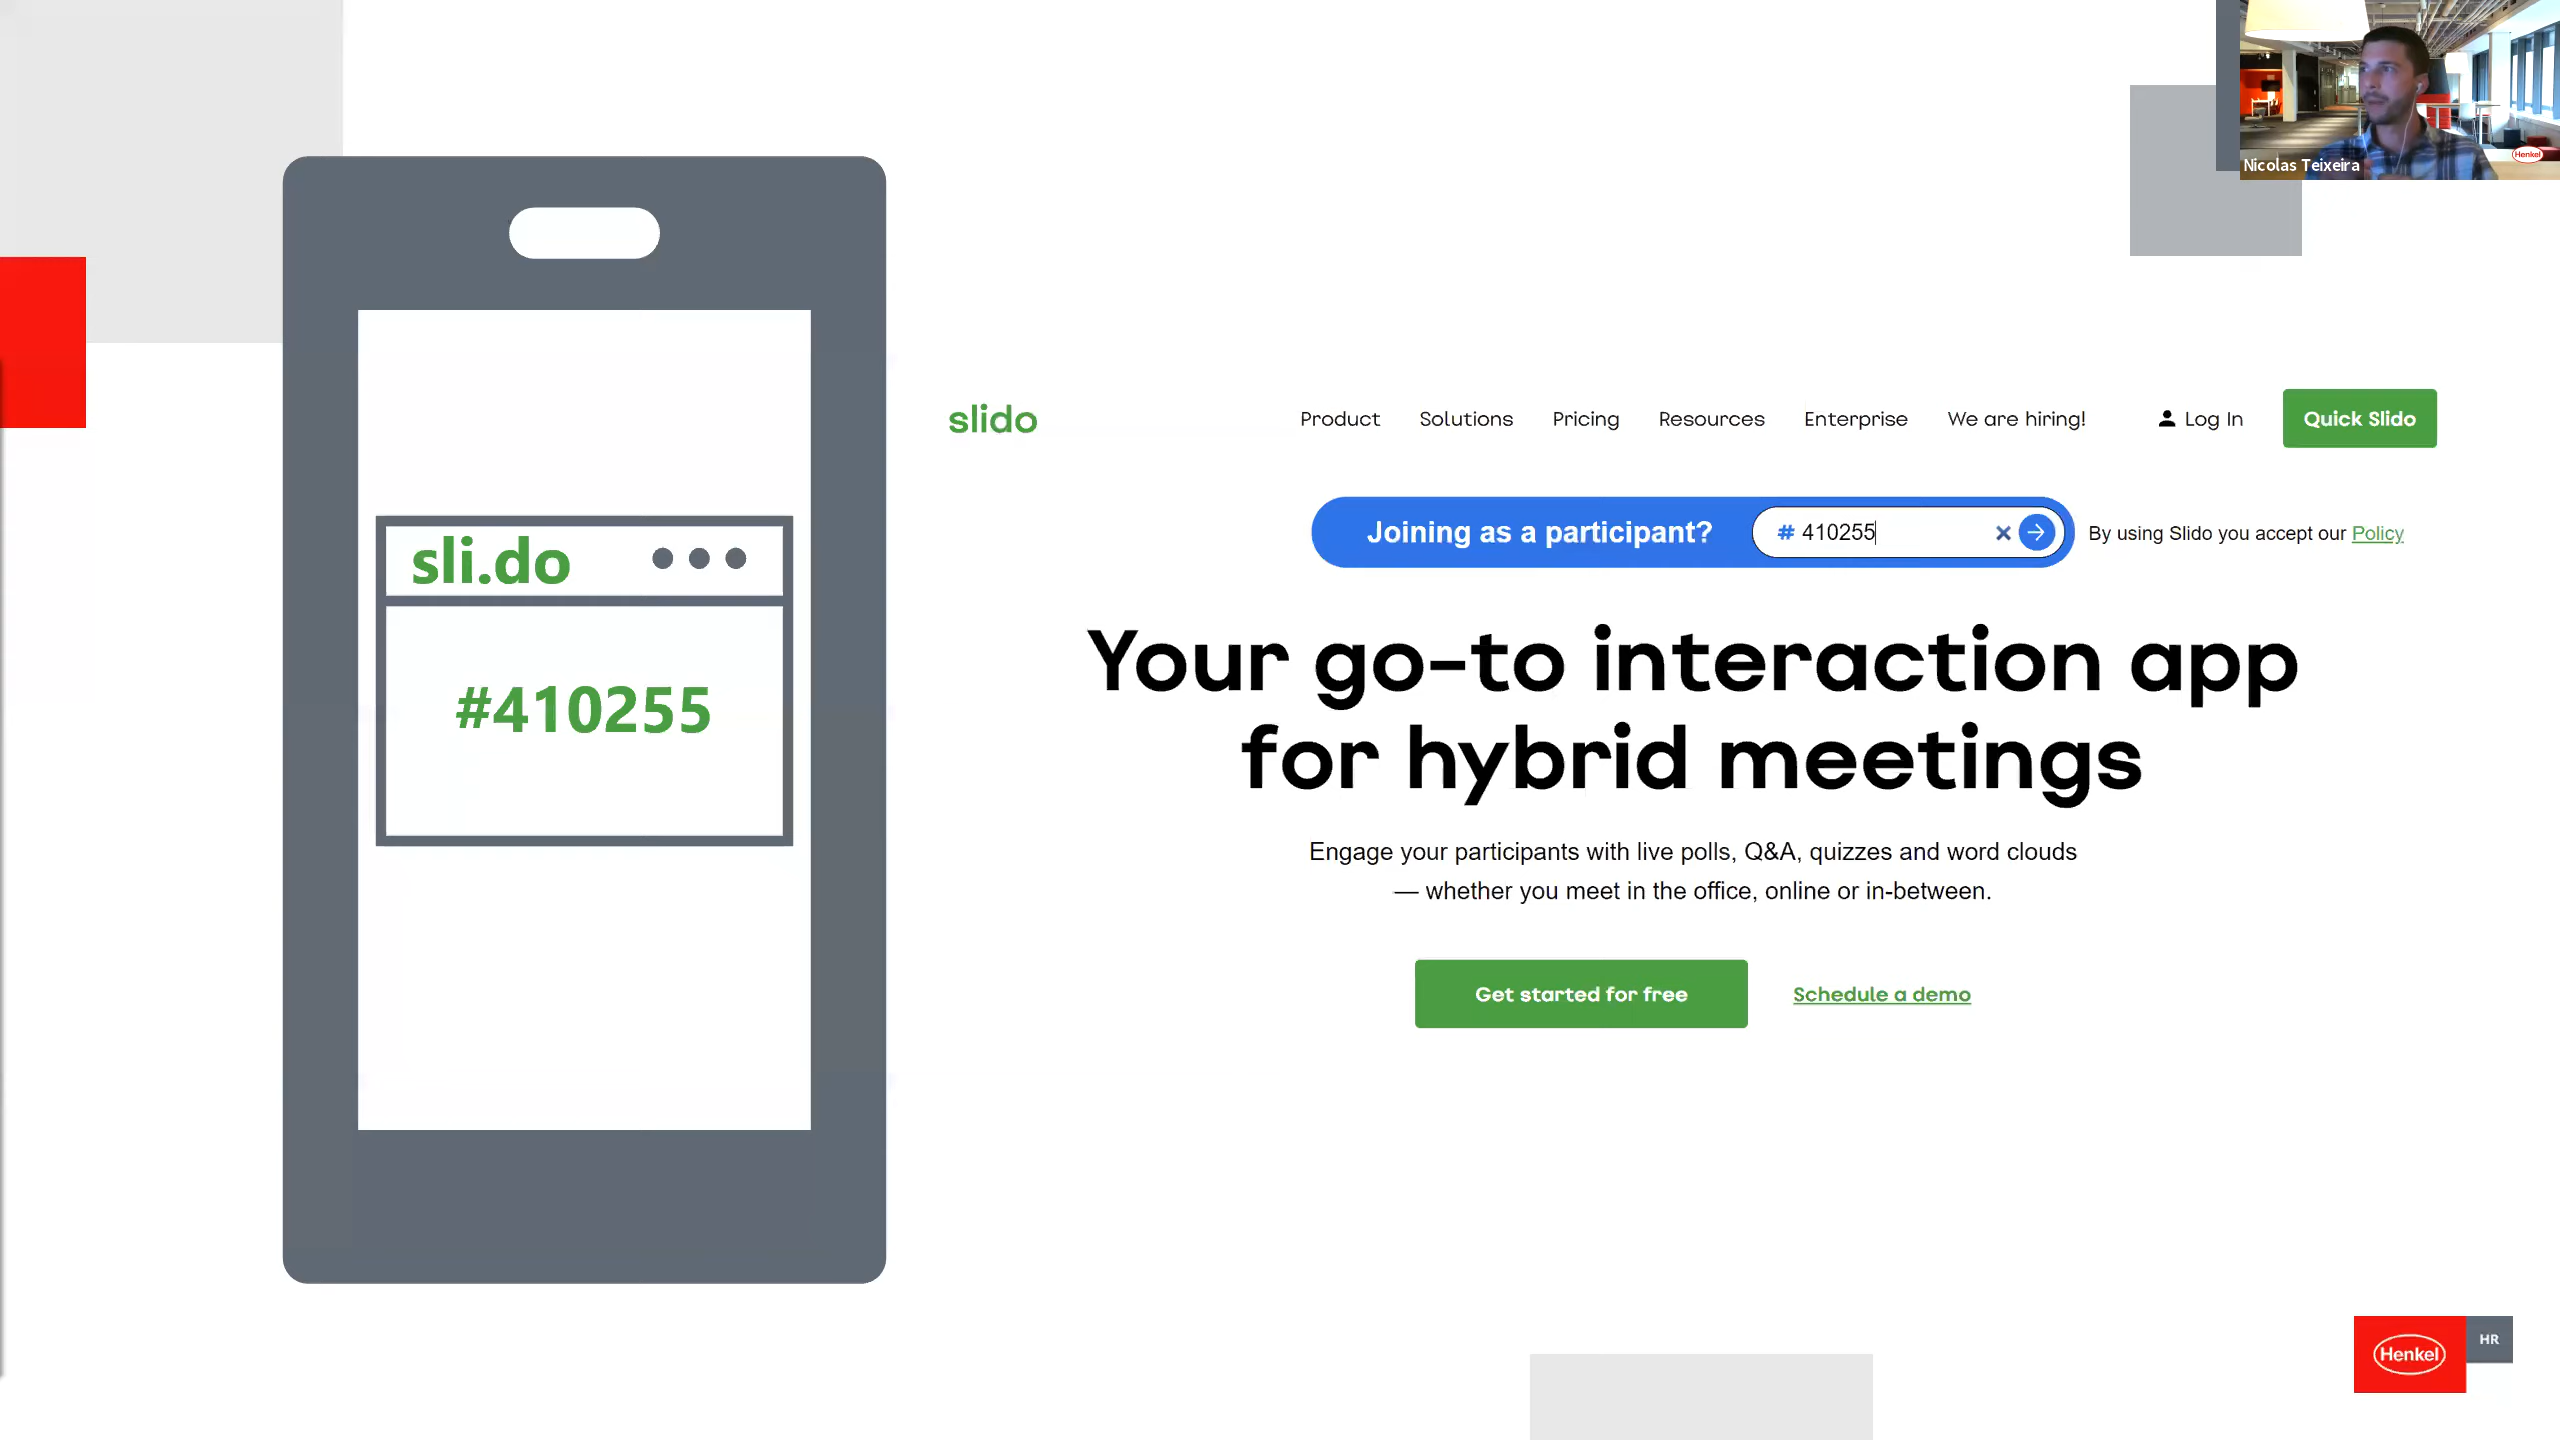 Henkel
Nicolas Teixeira
slido
Product
Solutions
Pricing
Resources
Enterprise
We are hiring!
Log In
Quick Slido
Joining as a participant?
# 410255
By using Slido you accept our Policy
sli.do
#410255
Your go-to interaction app
for hybrid meetings
Engage your participants with live polls, Q&A, quizzes and word clouds
— whether you meet in the office, online or in-between.
Get started for free
Schedule a demo
Henkel
HR